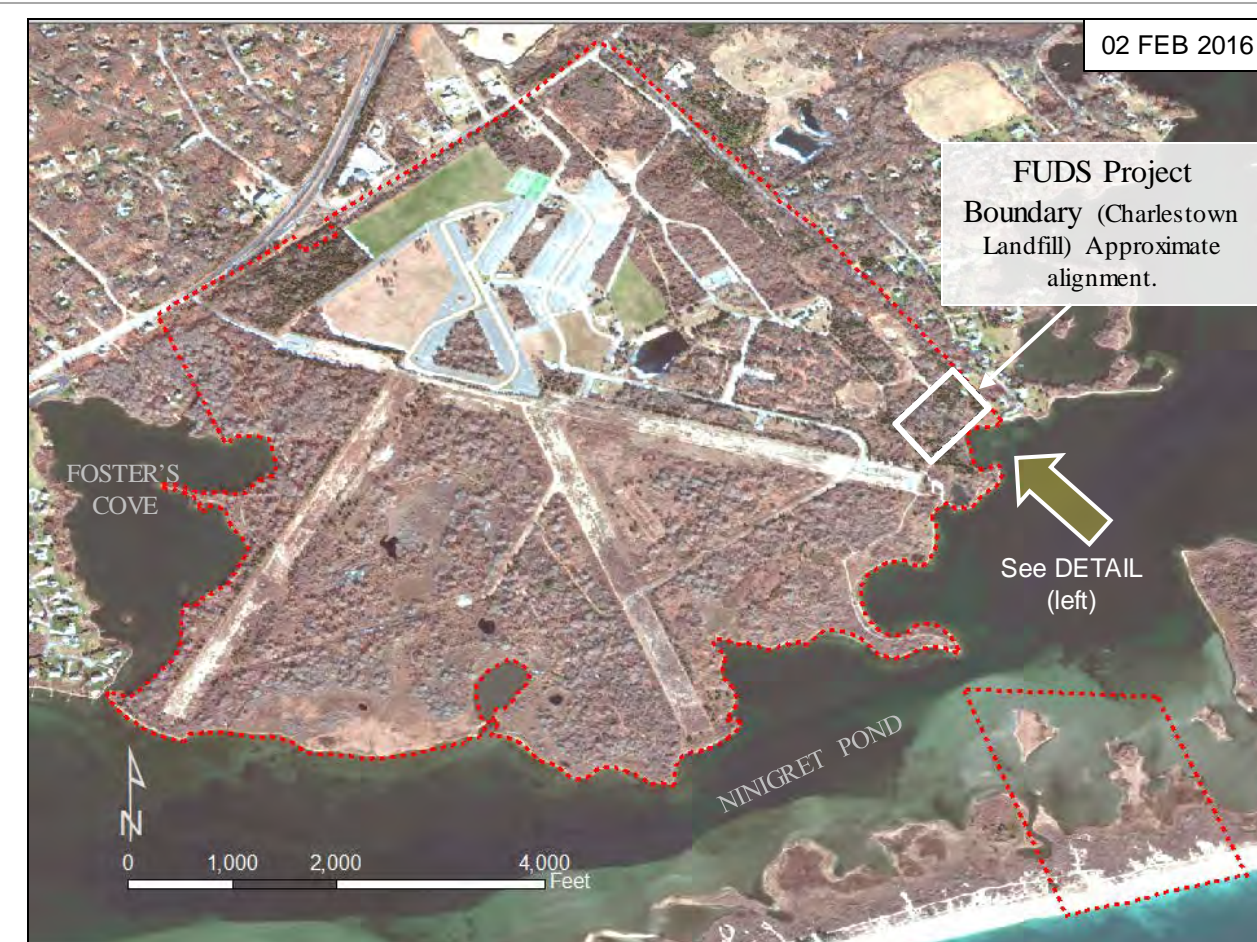 02 FEB 2016
FUDS Project
Boundary (Charlestown
Landfill) Approximate
alignment.
FOSTER'S
COVE
See DETAIL
(left)
NINIGRET POND
N
0 1,000 2,000 4,000
Feet